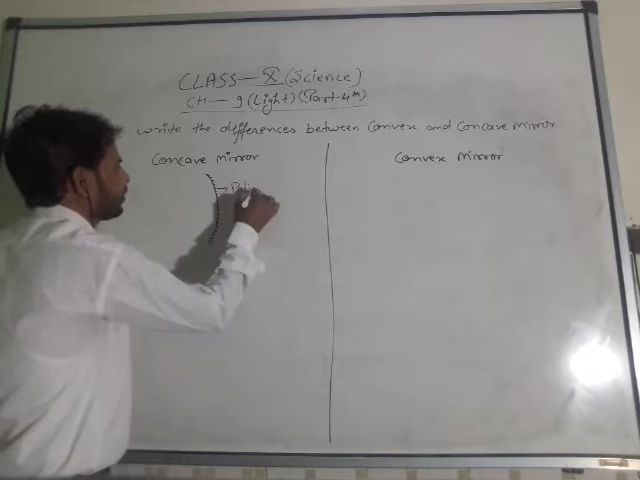 CLASS - X (Science)
CH - 9 (Light) (Part-4th)
Write the differences between Convex and Concave mirror
Concave Mirror
Convex Mirror